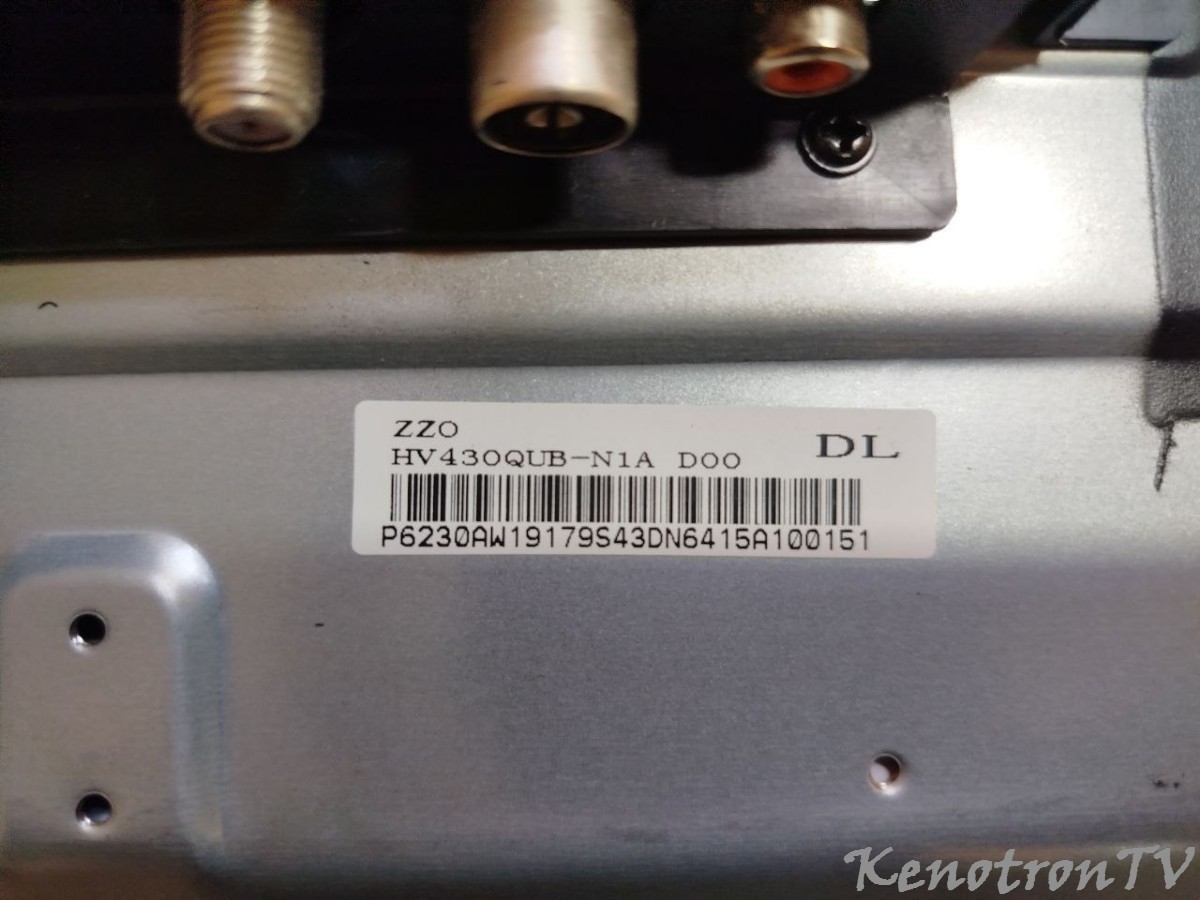 ZZO
HV430QUB-N1A D00
DL
P6230AW19179S43DN6415A100151
KenotronTV